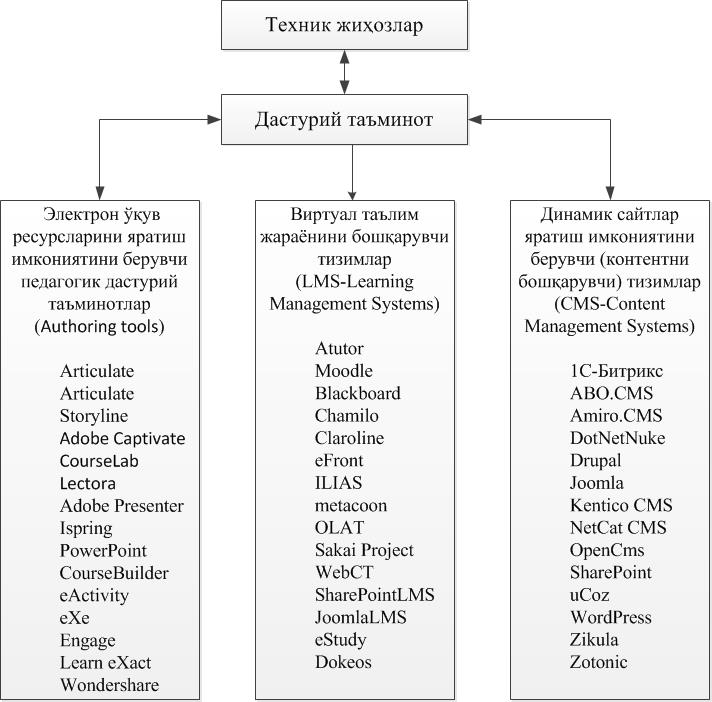 Техник жиҳозлар
Дастурий таъминот
Электрон ўқув
ресурсларини яратиш
имкониятини берувчи
педагогик дастурий
таъминотлар
(Authoring tools)
Articulate
Articulate
Storyline
Adobe Captivate
CourseLab
Lectora
Adobe Presenter
Ispring
PowerPoint
CourseBuilder
eActivity
eXe
Engage
Learn eXact
Wondershare
Виртуал таълим
жараёнини бошқарувчи
тизимлар
(LMS-Learning
Management Systems)
Atutor
Moodle
Blackboard
Chamilo
Claroline
eFront
ILIAS
metacoon
OLAT
Sakai Project
WebCT
SharePointLMS
JoomlaLMS
eStudy
Dokeos
Динамик сайтлар
яратиш имкониятини
берувчи (контентни
бошқарувчи) тизимлар
(CMS-Content
Management Systems)
1С-Битрикс
ABO.CMS
Amiro.CMS
DotNetNuke
Drupal
Joomla
Kentico CMS
NetCat CMS
OpenCms
SharePoint
uCoz
WordPress
Zikula
Zotonic